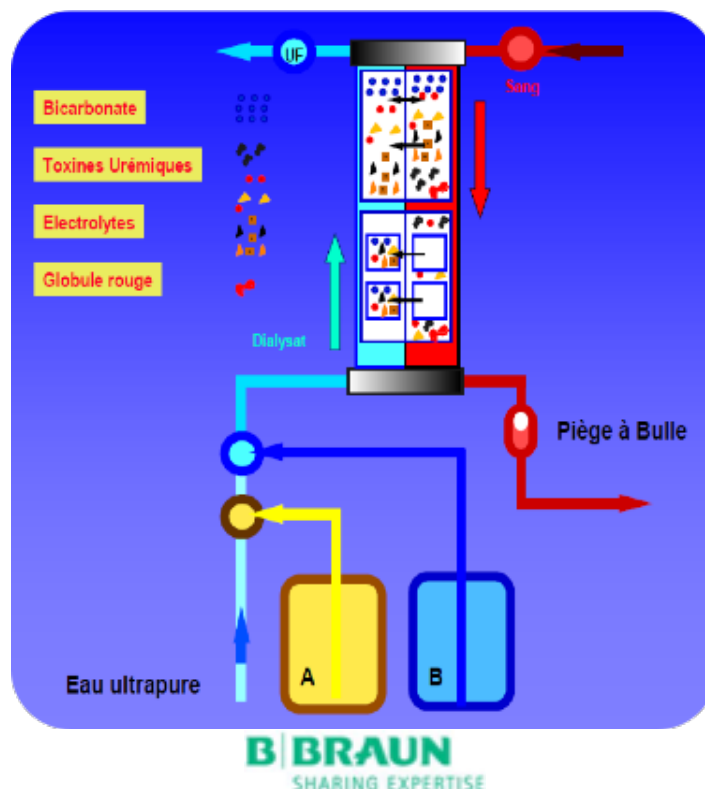 UF
Sang
Bicarbonate
Toxines Urémiques
Electrolytes
Globule rouge
Dialysat
Piège à Bulle
Eau ultrapure
A
B
B|BRAUN
SHARING EXPERTISE